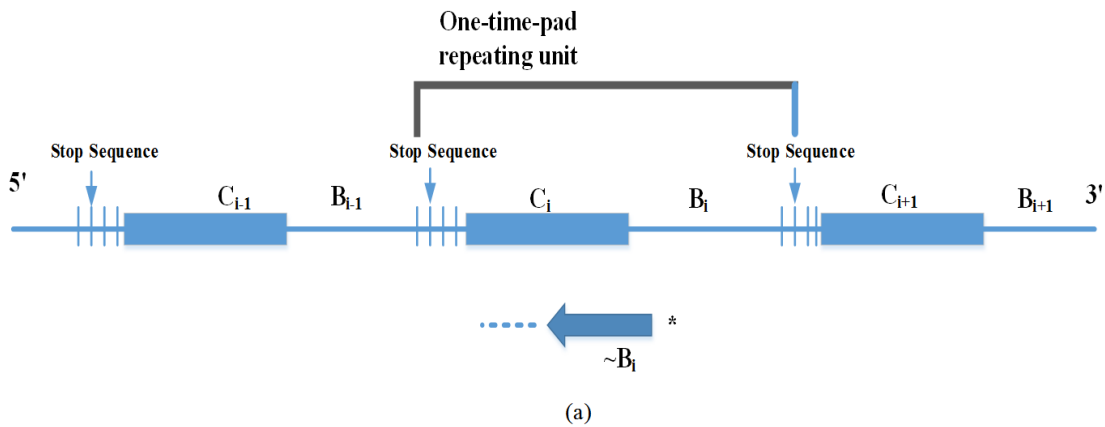 One-time-pad
repeating unit
Stop Sequence Stop Sequence Stop Sequence
5' Cᵢ₋₁ Bᵢ₋₁ Cᵢ Bᵢ Cᵢ₊₁ Bᵢ₊₁ 3'
*
~Bᵢ
(a)